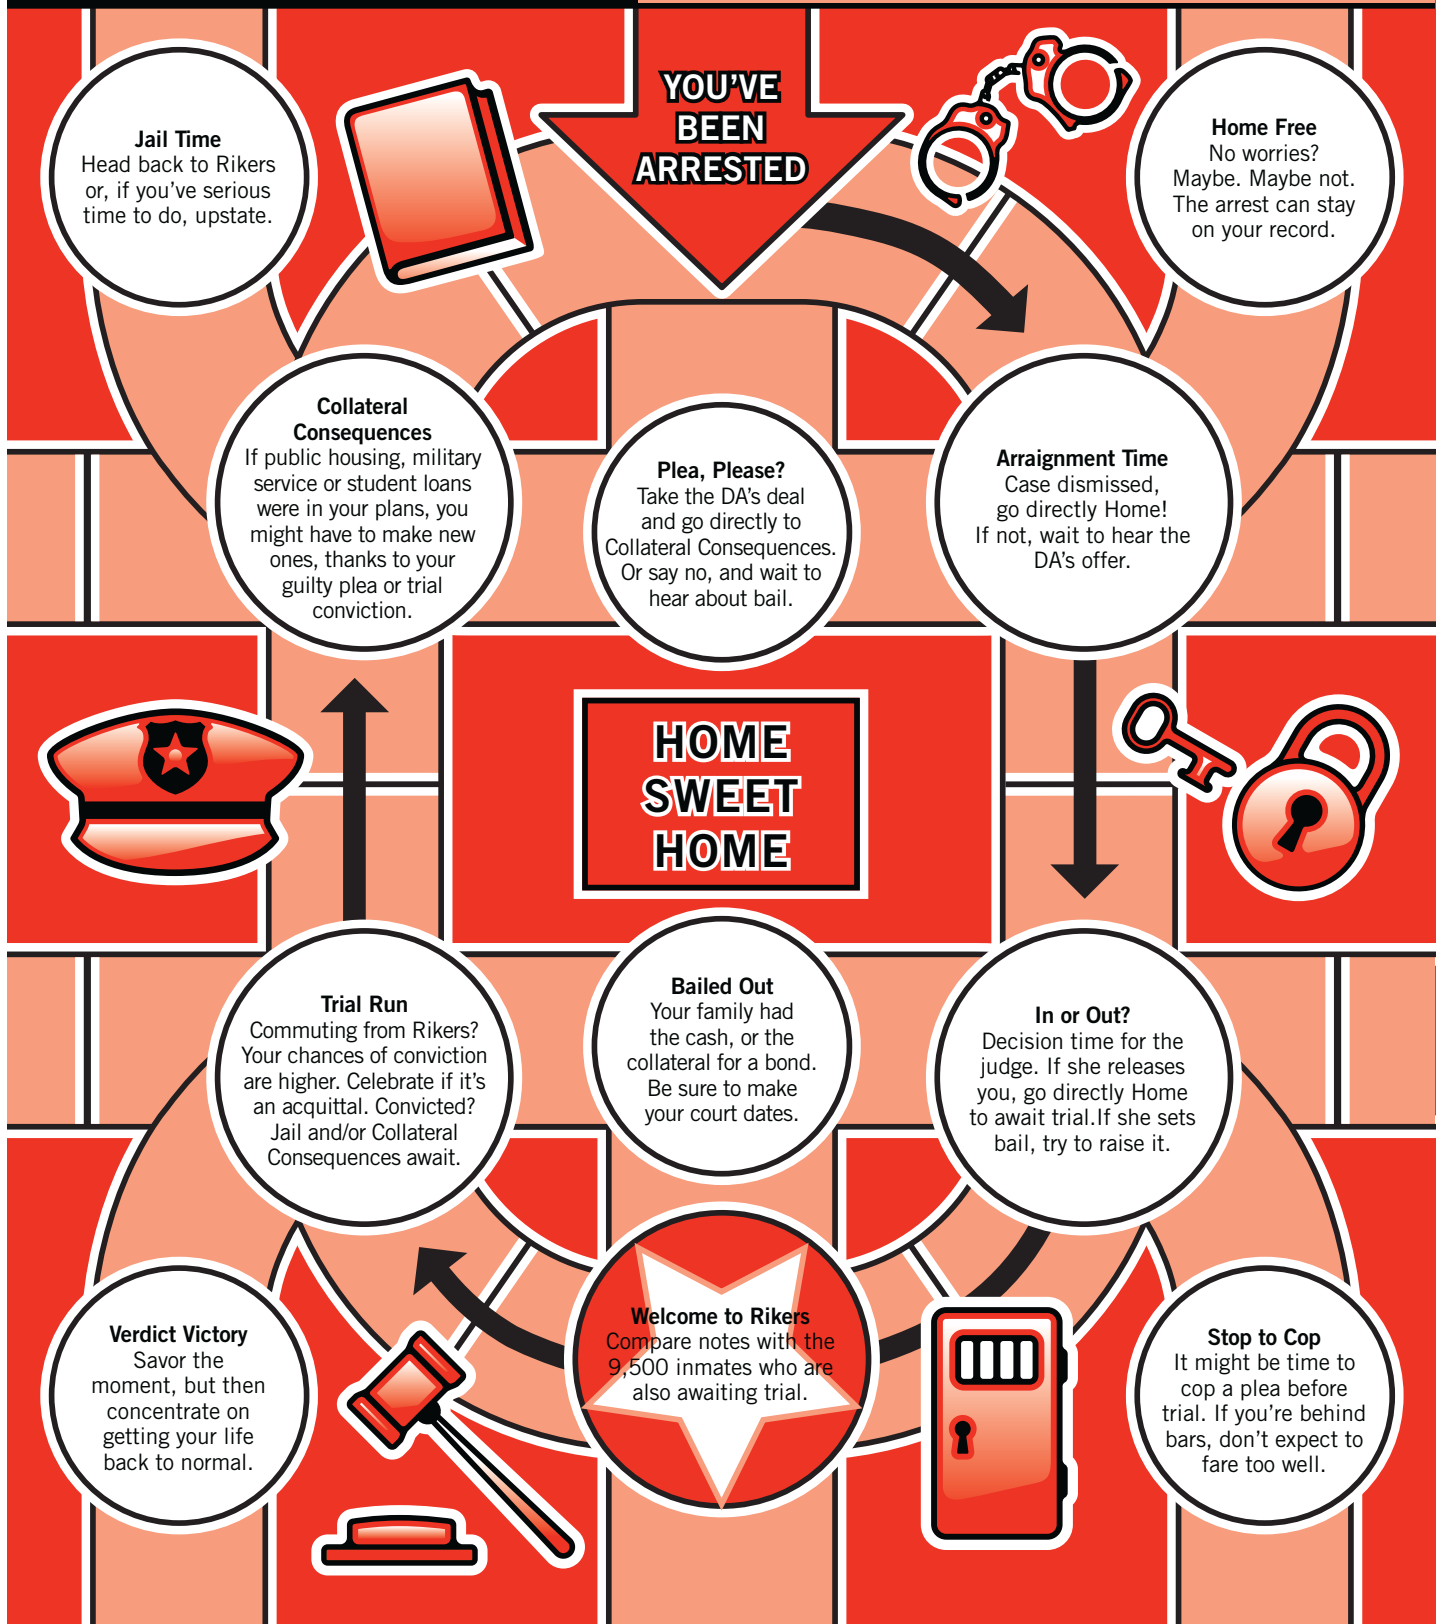 YOU'VE
BEEN
ARRESTED
Jail Time
Head back to Rikers
or, if you've serious
time to do, upstate.
Home Free
No worries?
Maybe. Maybe not.
The arrest can stay
on your record.
Collateral
Consequences
If public housing, military
service or student loans
were in your plans, you
might have to make new
ones, thanks to your
guilty plea or trial
conviction.
Plea, Please?
Take the DA's deal
and go directly to
Collateral Consequences.
Or say no, and wait to
hear about bail.
Arraignment Time
Case dismissed,
go directly Home!
If not, wait to hear the
DA's offer.
HOME
SWEET
HOME
Trial Run
Commuting from Rikers?
Your chances of conviction
are higher. Celebrate if it's
an acquittal. Convicted?
Jail and/or Collateral
Consequences await.
Bailed Out
Your family had
the cash, or the
collateral for a bond.
Be sure to make
your court dates.
In or Out?
Decision time for the
judge. If she releases
you, go directly Home
to await trial.If she sets
bail, try to raise it.
Verdict Victory
Savor the
moment, but then
concentrate on
getting your life
back to normal.
Welcome to Rikers
Compare notes with the
9,500 inmates who are
also awaiting trial.
Stop to Cop
It might be time to
cop a plea before
trial. If you're behind
bars, don't expect to
fare too well.